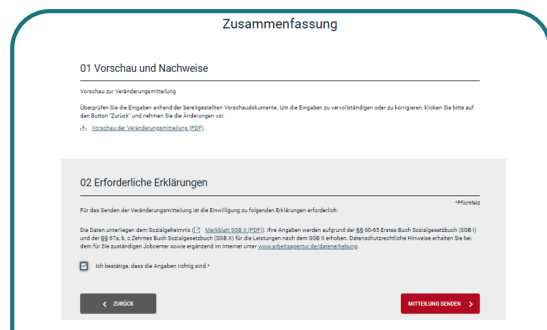 Zusammenfassung
01 Vorschau und Nachweise
Vorschau zur Veränderungsmitteilung
Überprüfen Sie die Eingaben anhand der bereitgestellten Vorschaudokumente. Um die Eingaben zu vervollständigen oder zu korrigieren, klicken Sie bitte auf
den Button "Zurück" und nehmen Sie die Änderungen vor.
Vorschau der Veränderungsmitteilung (PDF)
02 Erforderliche Erklärungen
*Pflichtfeld
Für das Senden der Veränderungsmitteilung ist die Einwilligung zu folgenden Erklärungen erforderlich:
Die Daten unterliegen dem Sozialgeheimnis ( Merkblatt SGB II (PDF)). Ihre Angaben werden aufgrund der §§ 60-65 Erstes Buch Sozialgesetzbuch (SGB I)
und der §§ 67a, b, c Zehntes Buch Sozialgesetzbuch (SGB X) für die Leistungen nach dem SGB II erhoben. Datenschutzrechtliche Hinweise erhalten Sie bei
dem für Sie zuständigen Jobcenter sowie ergänzend im Internet unter www.arbeitsagentur.de/datenerhebung.
Ich bestätige, dass die Angaben richtig sind.*
ZURÜCK
MITTEILUNG SENDEN